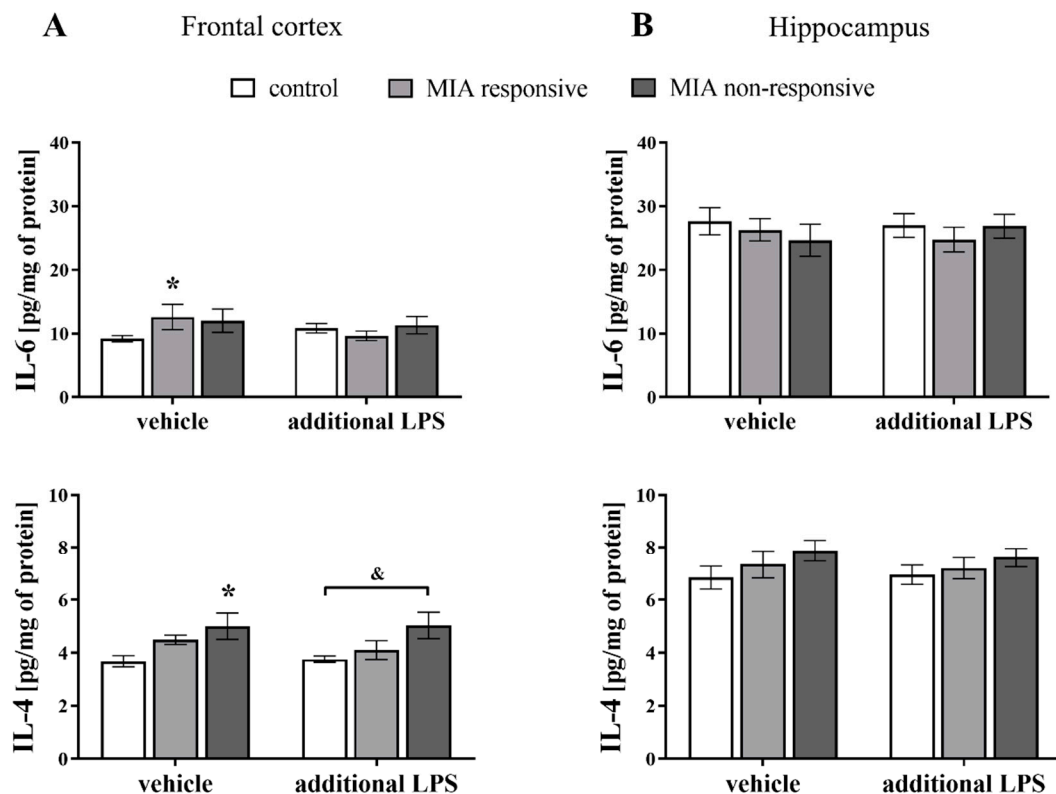 A Frontal cortex
B Hippocampus
control MIA responsive MIA non-responsive
IL-6 [pg/mg of protein]
40
30
20
10
0
*
vehicle additional LPS
IL-6 [pg/mg of protein]
40
30
20
10
0
vehicle additional LPS
IL-4 [pg/mg of protein]
10
8
6
4
2
0
*
&
vehicle additional LPS
IL-4 [pg/mg of protein]
10
8
6
4
2
0
vehicle additional LPS